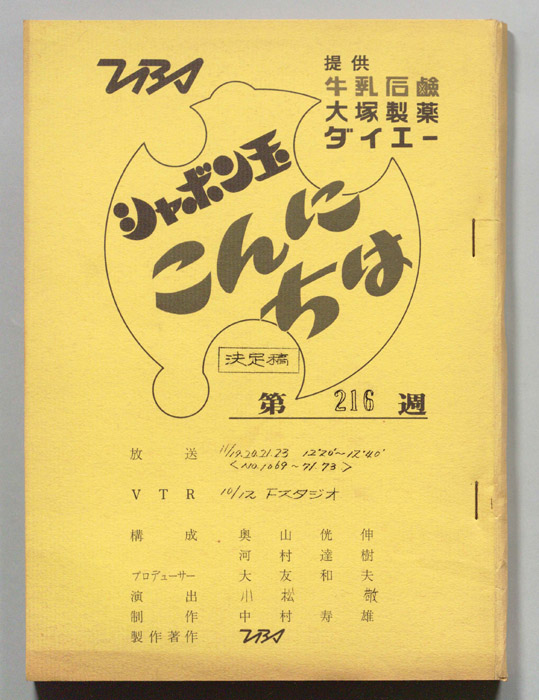 TBS
提供
牛乳石鹸
大塚製薬
ダイエー
シャボン玉
こんに
ちは
決定稿
第 216 週
放送 11/19.20.21.23 12°20'~12°40'
<NO.1069~71.73>
VTR 10/12 Fスタジオ
構成 奥山侊伸
河村達樹
プロデューサー 大友和夫
演出 小松敬
制作 中村寿雄
製作著作 TBS